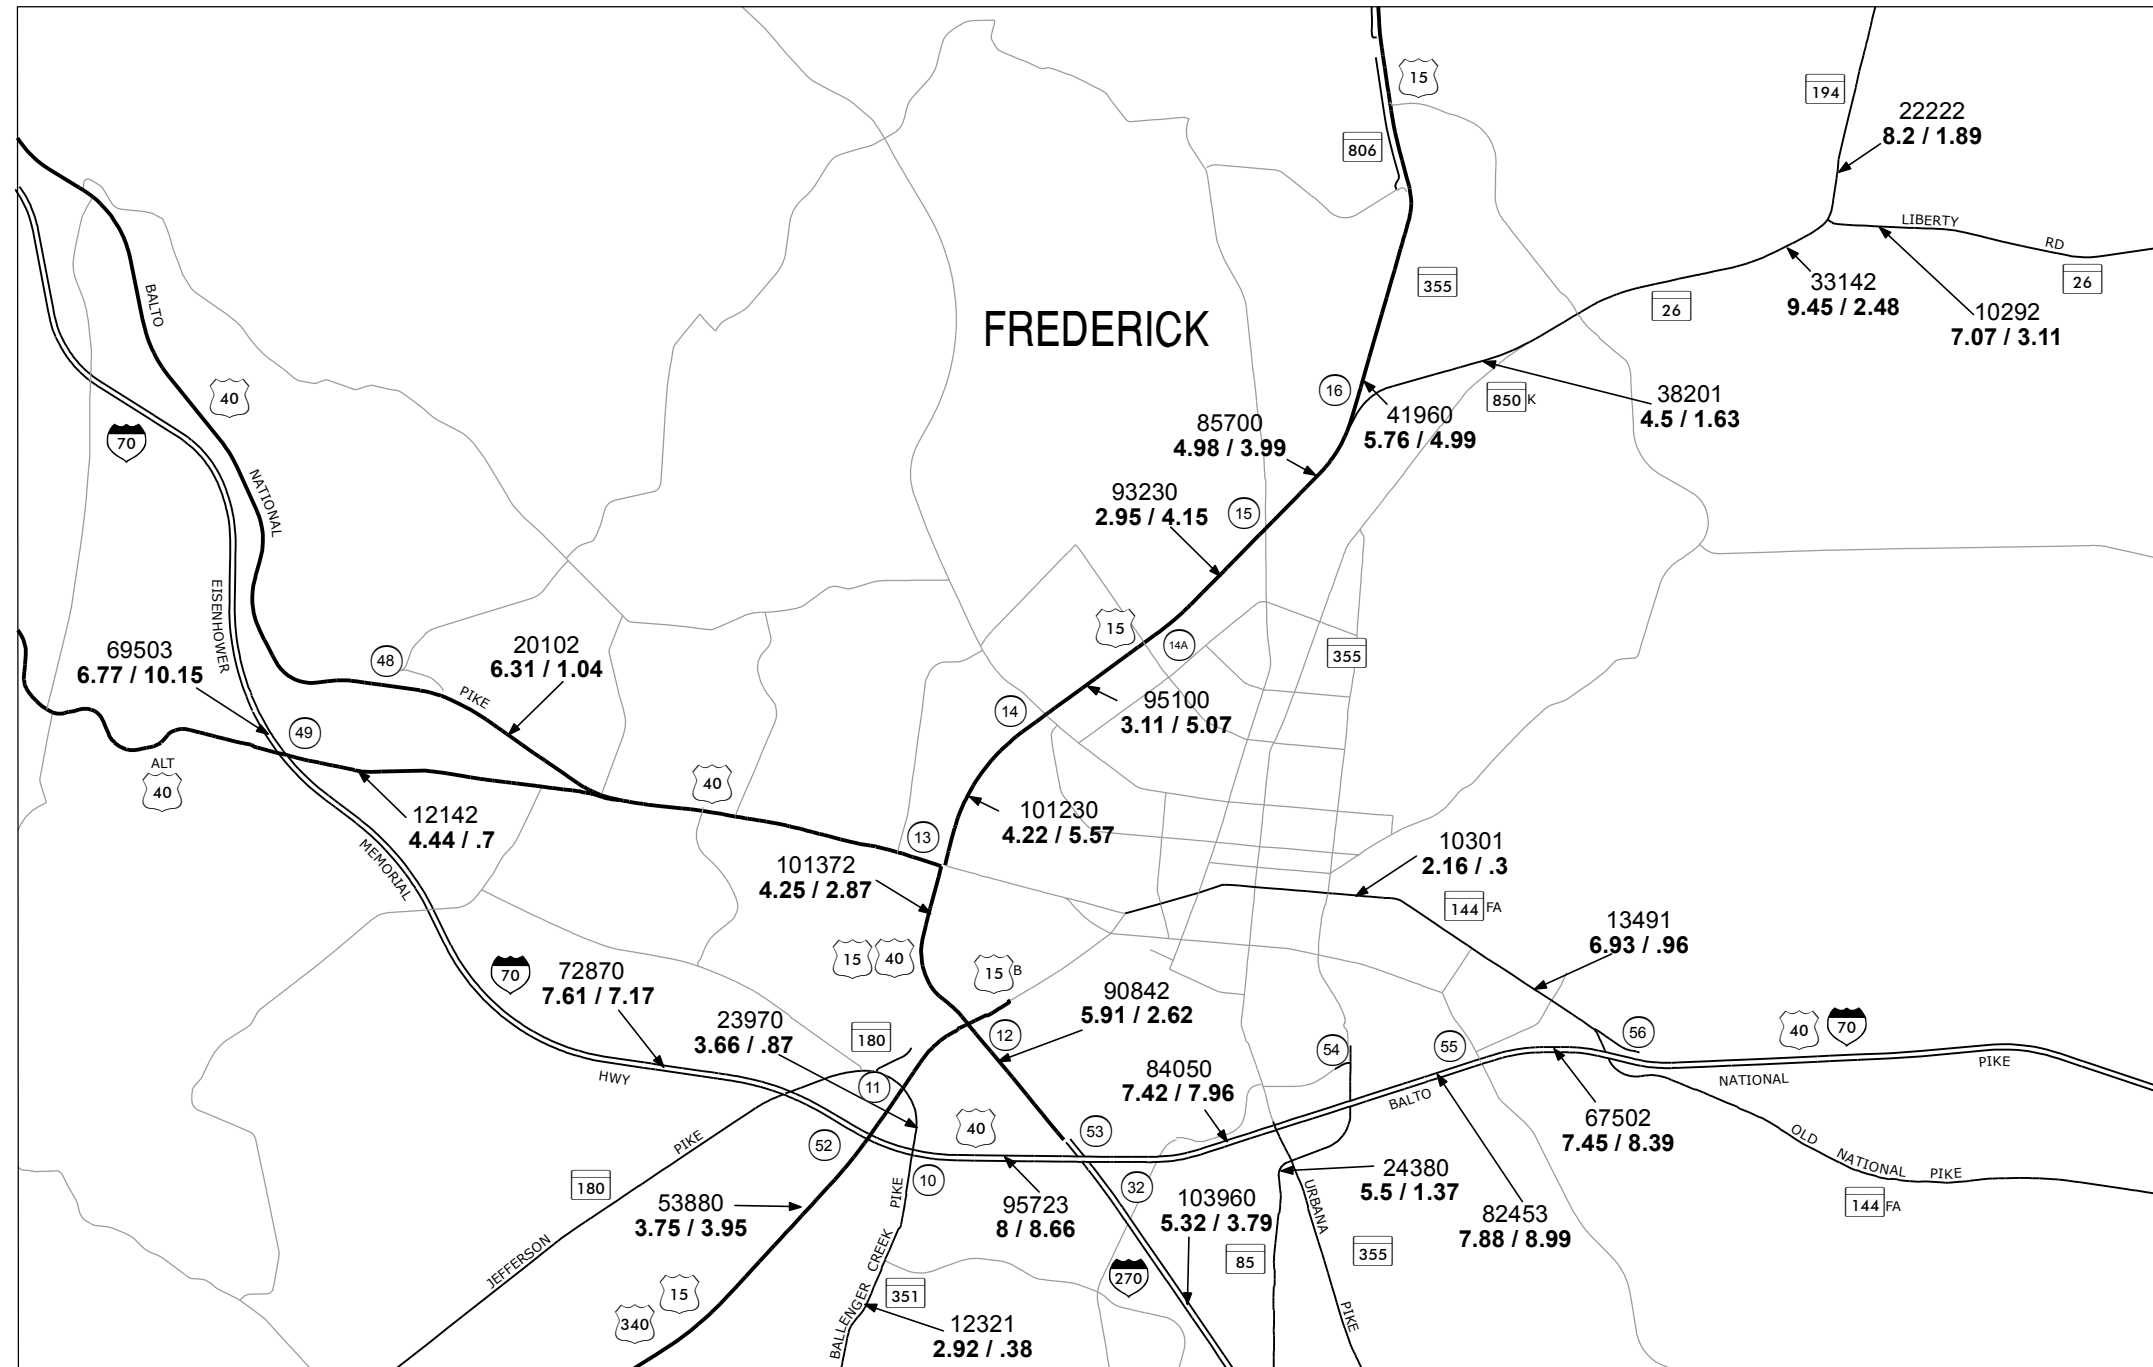 15
194
22222
8.2 / 1.89
806
LIBERTY
RD
26
355
33142
9.45 / 2.48
26
10292
7.07 / 3.11
BALTO
FREDERICK
40
70
16
850 K
38201
4.5 / 1.63
41960
5.76 / 4.99
85700
4.98 / 3.99
93230
2.95 / 4.15
15
NATIONAL
EISENHOWER
15
14A
355
69503
6.77 / 10.15
48
20102
6.31 / 1.04
PIKE
95100
3.11 / 5.07
14
49
ALT
40
40
12142
4.44 / .7
101230
4.22 / 5.57
13
MEMORIAL
101372
4.25 / 2.87
10301
2.16 / .3
144 FA
13491
6.93 / .96
15
40
15 B
70
72870
7.61 / 7.17
90842
5.91 / 2.62
23970
3.66 / .87
180
12
54
55
56
40
70
HWY
11
84050
7.42 / 7.96
BALTO
NATIONAL
PIKE
PIKE
52
40
53
67502
7.45 / 8.39
OLD
NATIONAL
PIKE
180
10
PIKE
32
24380
5.5 / 1.37
144 FA
53880
3.75 / 3.95
95723
8 / 8.66
103960
5.32 / 3.79
URBANA
82453
7.88 / 8.99
JEFFERSON
CREEK
85
355
15
340
351
270
BALLENGER
12321
2.92 / .38
PIKE